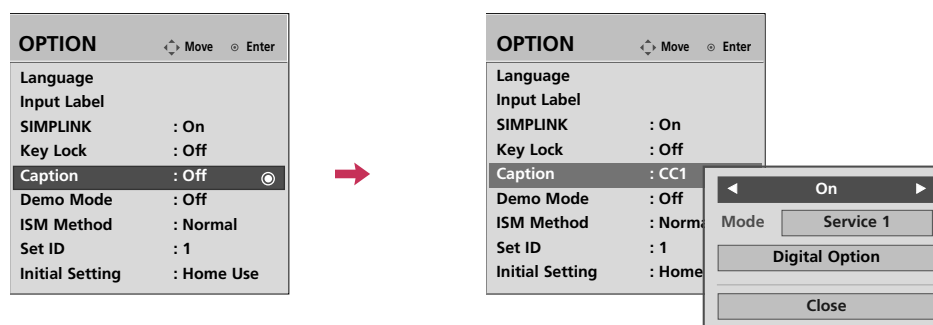 OPTION Move Enter
Language
Input Label
SIMPLINK : On
Key Lock : Off
Caption : Off
Demo Mode : Off
ISM Method : Normal
Set ID : 1
Initial Setting : Home Use
OPTION Move Enter
Language
Input Label
SIMPLINK : On
Key Lock : Off
Caption : CC1
Demo Mode : Off
ISM Method : Norma
Set ID : 1
Initial Setting : Home
◄ On ►
Mode Service 1
Digital Option
Close